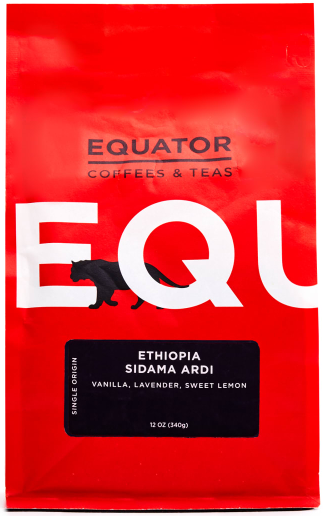 EQUATOR
COFFEES & TEAS
EQU
SINGLE ORIGIN
ETHIOPIA
SIDAMA ARDI
VANILLA, LAVENDER, SWEET LEMON
12 OZ (340g)